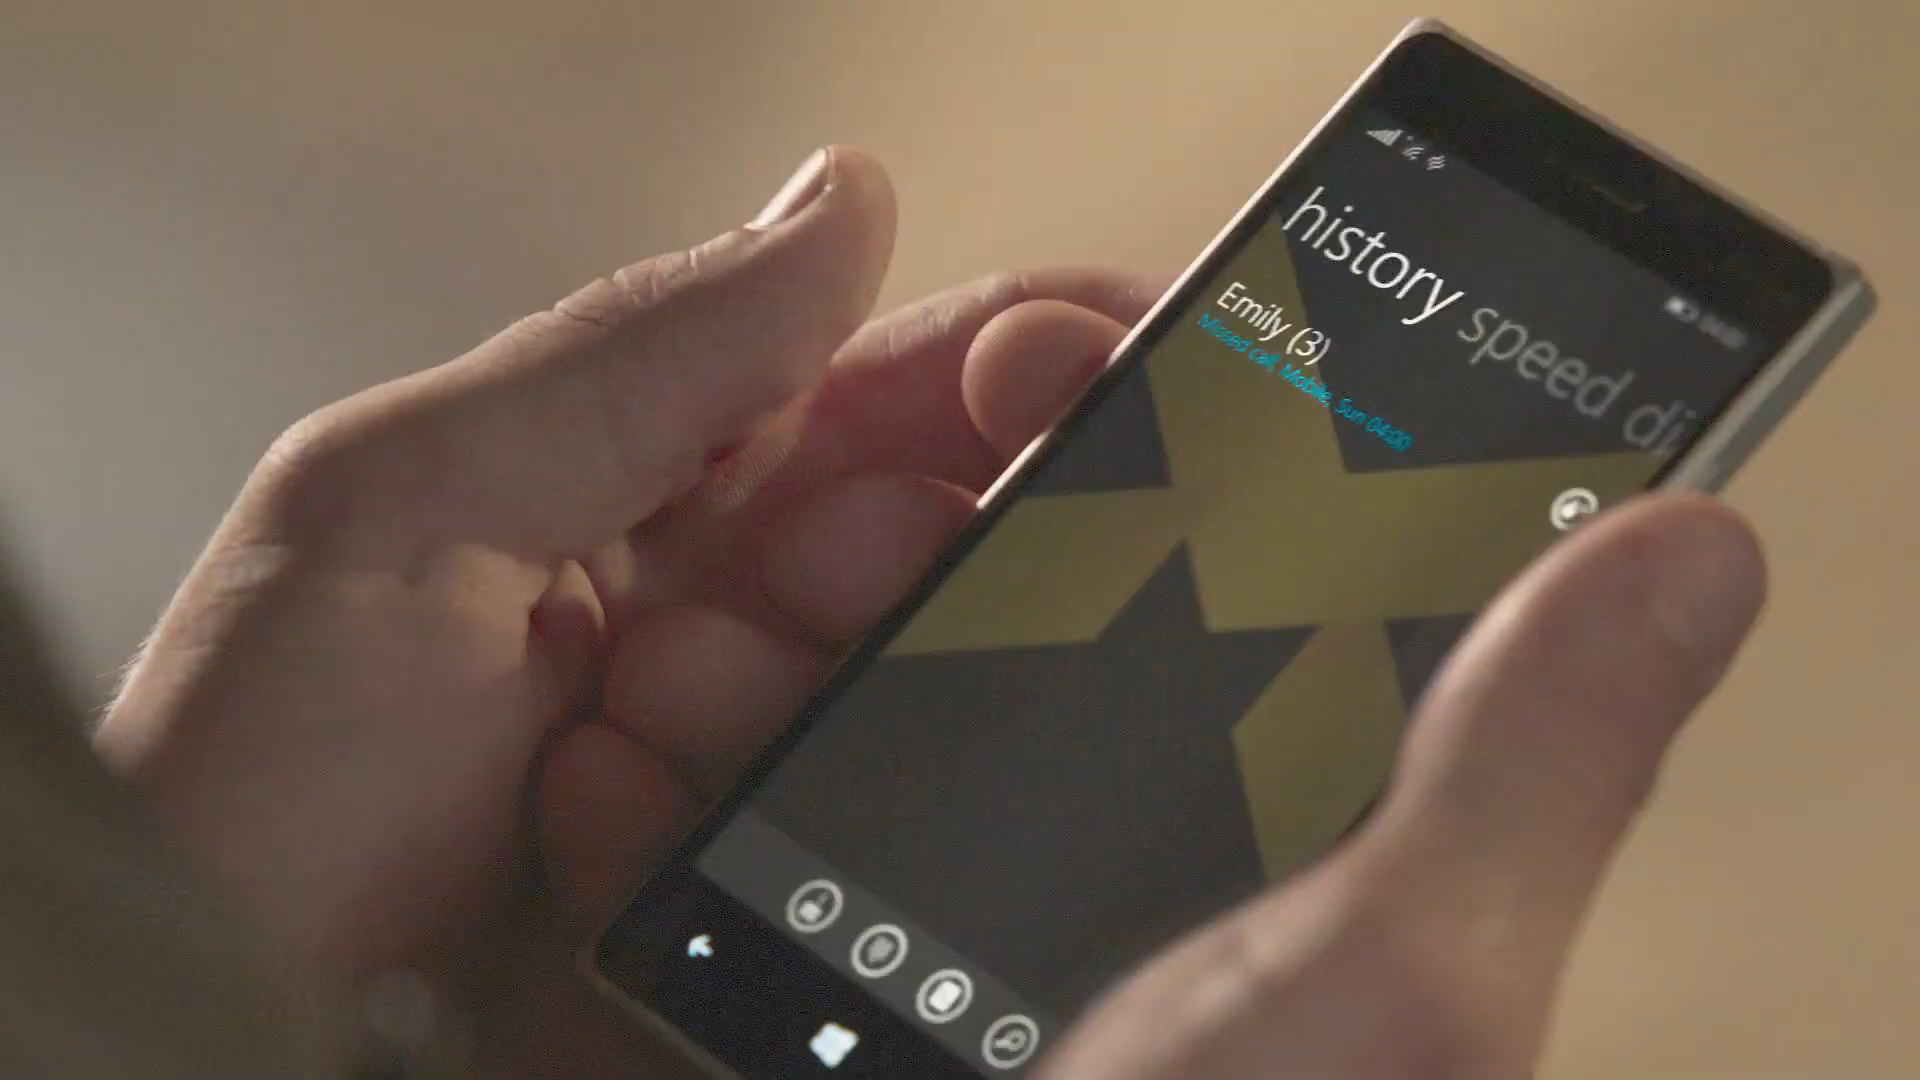 history speed di
Emily (3)
Missed call, Mobile, Sun 04:00